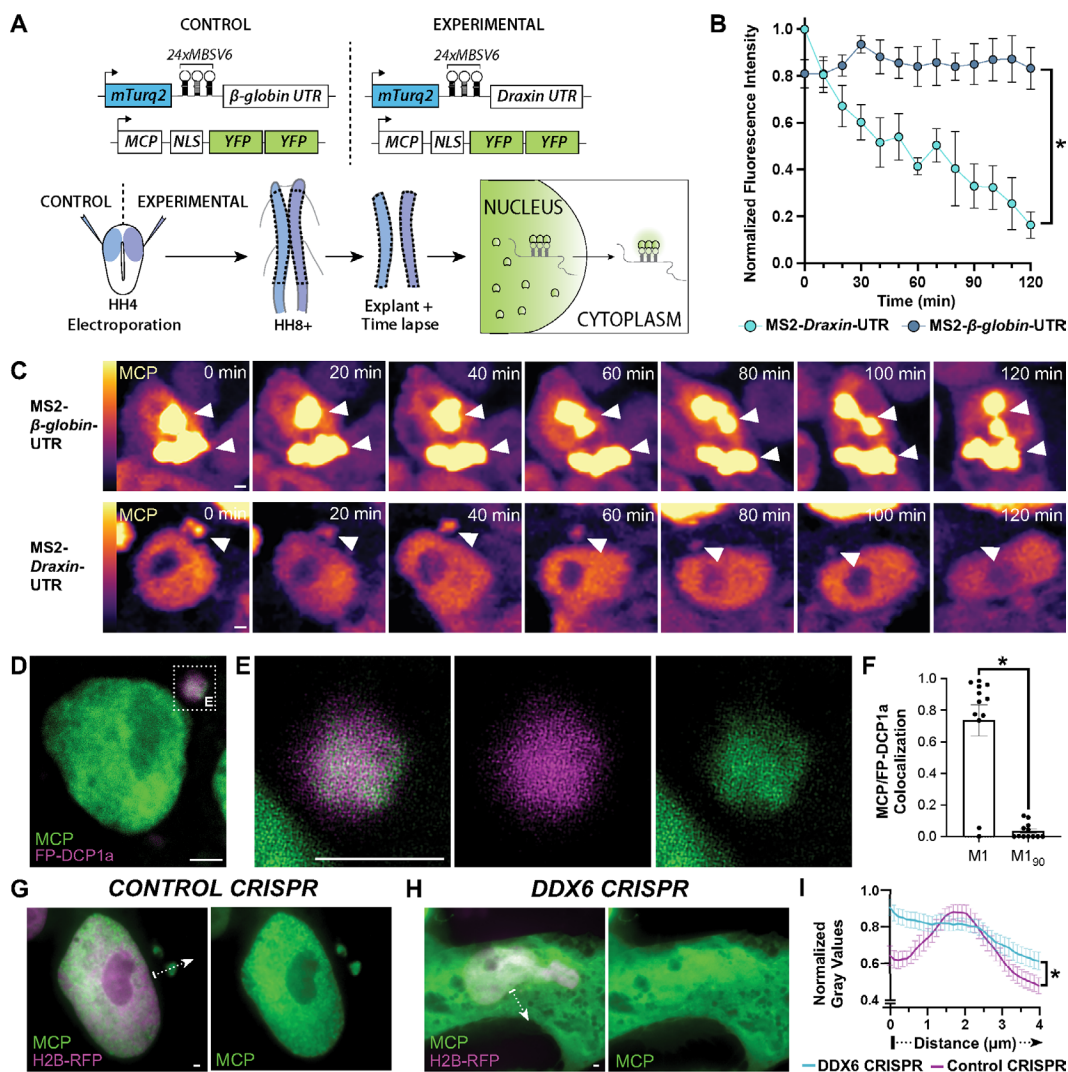 A
CONTROL
EXPERIMENTAL
24xMBSV6
24xMBSV6
mTurq2
β-globin UTR
mTurq2
Draxin UTR
MCP
NLS
YFP
YFP
MCP
NLS
YFP
YFP
CONTROL
EXPERIMENTAL
HH4
Electroporation
HH8+
Explant +
Time lapse
NUCLEUS
CYTOPLASM
B
Normalized Fluorescence Intensity
1.0
0.8
0.6
0.4
0.2
0.0
*
0
30
60
90
120
Time (min)
MS2-Draxin-UTR
MS2-β-globin-UTR
C
MS2-
β-globin-
UTR
MCP
0 min
20 min
40 min
60 min
80 min
100 min
120 min
MS2-
Draxin-
UTR
MCP
0 min
20 min
40 min
60 min
80 min
100 min
120 min
D
E
MCP
FP-DCP1a
E
F
MCP/FP-DCP1a
Colocalization
1.0
0.8
0.6
0.4
0.2
0.0
*
M1
M1₉₀
G
CONTROL CRISPR
MCP
H2B-RFP
MCP
H
DDX6 CRISPR
MCP
H2B-RFP
MCP
I
Normalized
Gray Values
1.0
0.8
0.6
0.4
*
0
1
2
3
4
Distance (µm)
DDX6 CRISPR
Control CRISPR